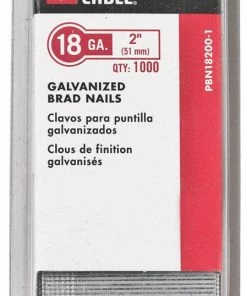 CABLE
18 GA.
2"
(51 mm)
QTY: 1000
GALVANIZED
BRAD NAILS
Clavos para puntilla
galvanizados
Clous de finition
galvanisés
PBN18200-1